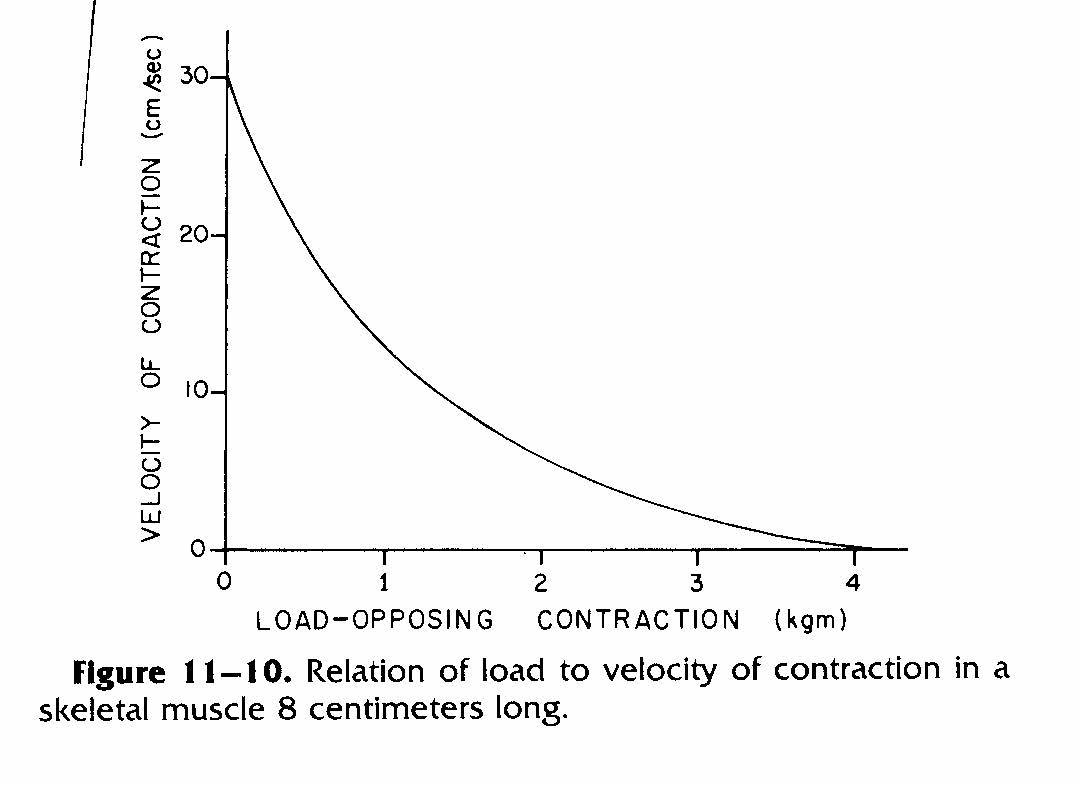 VELOCITY OF CONTRACTION (cm/sec)
30
20
10
0
0 1 2 3 4
LOAD-OPPOSING CONTRACTION (kgm)
Figure 11–10. Relation of load to velocity of contraction in a
skeletal muscle 8 centimeters long.